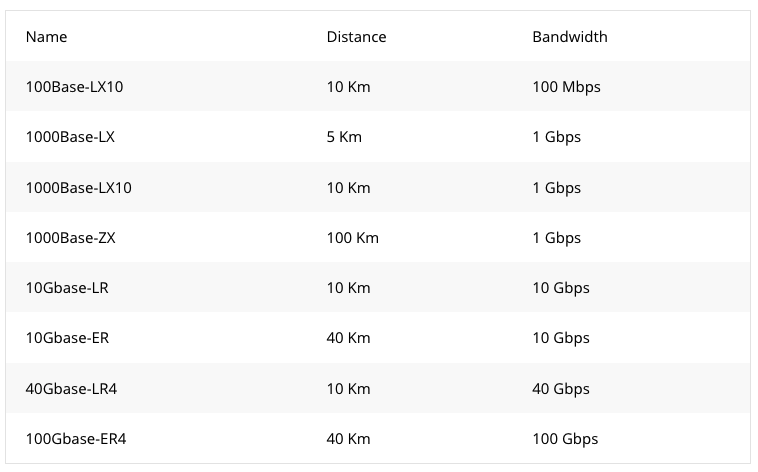 Name Distance Bandwidth
100Base-LX10 10 Km 100 Mbps
1000Base-LX 5 Km 1 Gbps
1000Base-LX10 10 Km 1 Gbps
1000Base-ZX 100 Km 1 Gbps
10Gbase-LR 10 Km 10 Gbps
10Gbase-ER 40 Km 10 Gbps
40Gbase-LR4 10 Km 40 Gbps
100Gbase-ER4 40 Km 100 Gbps